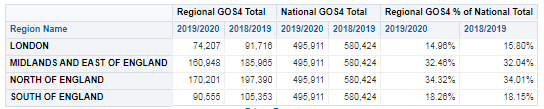 Regional GOS4 Total National GOS4 Total Regional GOS4 % of National Total
Region Name 2019/2020 2018/2019 2019/2020 2018/2019 2019/2020 2018/2019
LONDON 74,207 91,716 495,911 580,424 14.96% 15.80%
MIDLANDS AND EAST OF ENGLAND 160,948 185,965 495,911 580,424 32.46% 32.04%
NORTH OF ENGLAND 170,201 197,390 495,911 580,424 34.32% 34.01%
SOUTH OF ENGLAND 90,555 105,353 495,911 580,424 18.26% 18.15%